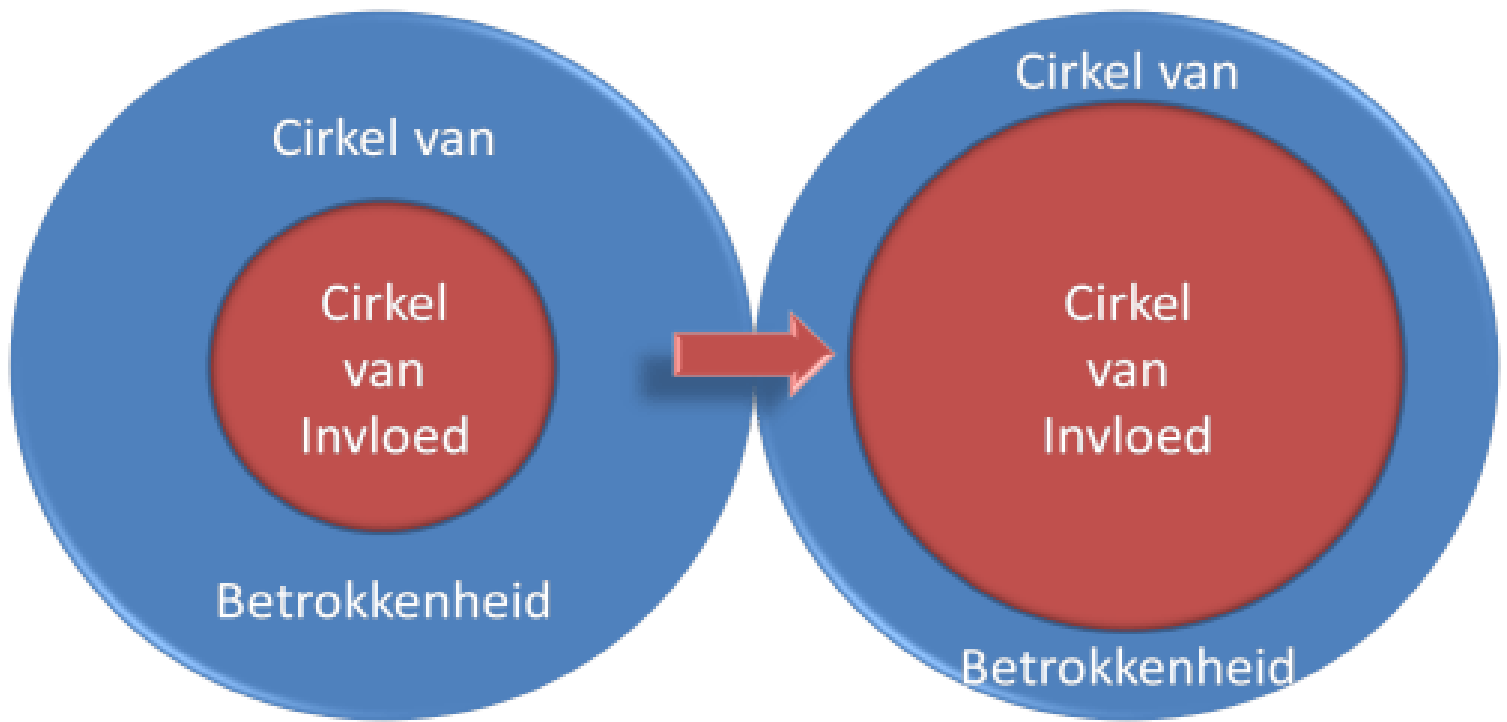 Cirkel van
Cirkel
van
Invloed
Betrokkenheid
Cirkel van
Cirkel
van
Invloed
Betrokkenheid